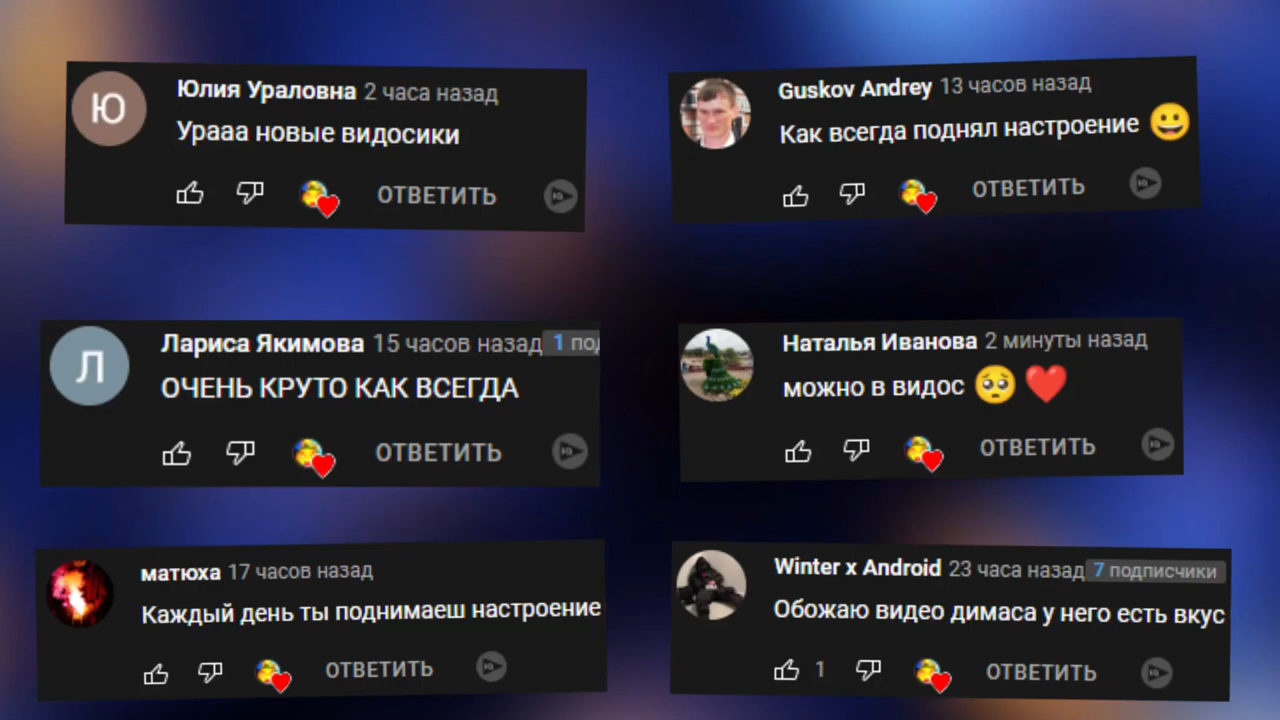 Ю
Юлия Ураловна 2 часа назад
Урааа новые видосики
ОТВЕТИТЬ
Guskov Andrey 13 часов назад
Как всегда поднял настроение 😀
ОТВЕТИТЬ
Л
Лариса Якимова 15 часов назад 1 по
ОЧЕНЬ КРУТО КАК ВСЕГДА
ОТВЕТИТЬ
Наталья Иванова 2 минуты назад
можно в видос 🥺 ❤️
ОТВЕТИТЬ
матюха 17 часов назад
Каждый день ты поднимаеш настроение
ОТВЕТИТЬ
Winter x Android 23 часа назад 7 подписчики
Обожаю видео димаса у него есть вкус
1 ОТВЕТИТЬ